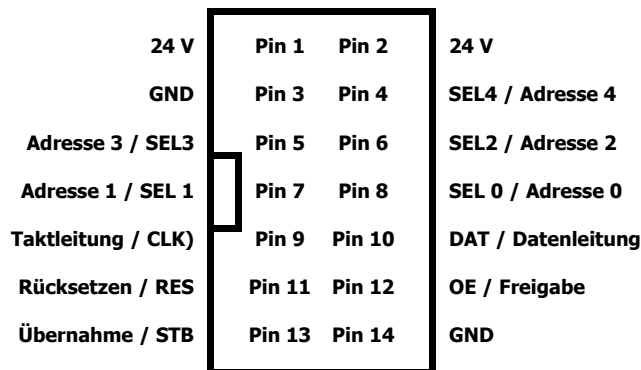 24 V Pin 1 Pin 2 24 V
GND Pin 3 Pin 4 SEL4 / Adresse 4
Adresse 3 / SEL3 Pin 5 Pin 6 SEL2 / Adresse 2
Adresse 1 / SEL 1 Pin 7 Pin 8 SEL 0 / Adresse 0
Taktleitung / CLK) Pin 9 Pin 10 DAT / Datenleitung
Rücksetzen / RES Pin 11 Pin 12 OE / Freigabe
Übernahme / STB Pin 13 Pin 14 GND